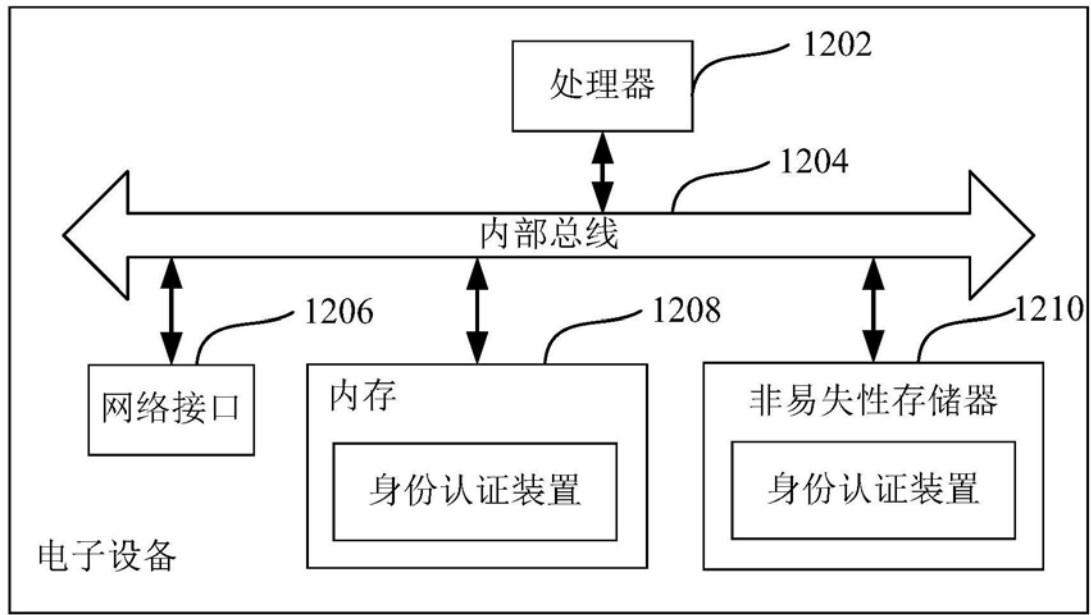 1202
处理器
1204
内部总线
1206
1208
1210
网络接口
内存
非易失性存储器
身份认证装置
身份认证装置
电子设备